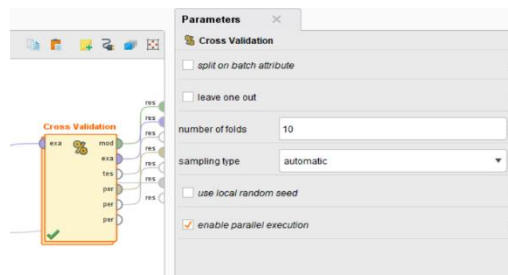 Parameters
Cross Validation
split on batch attribute
leave one out
number of folds 10
sampling type automatic
use local random seed
enable parallel execution
Cross Validation
exa mod
exa
tes
per
per
per
res
res
res
res
res
res
res